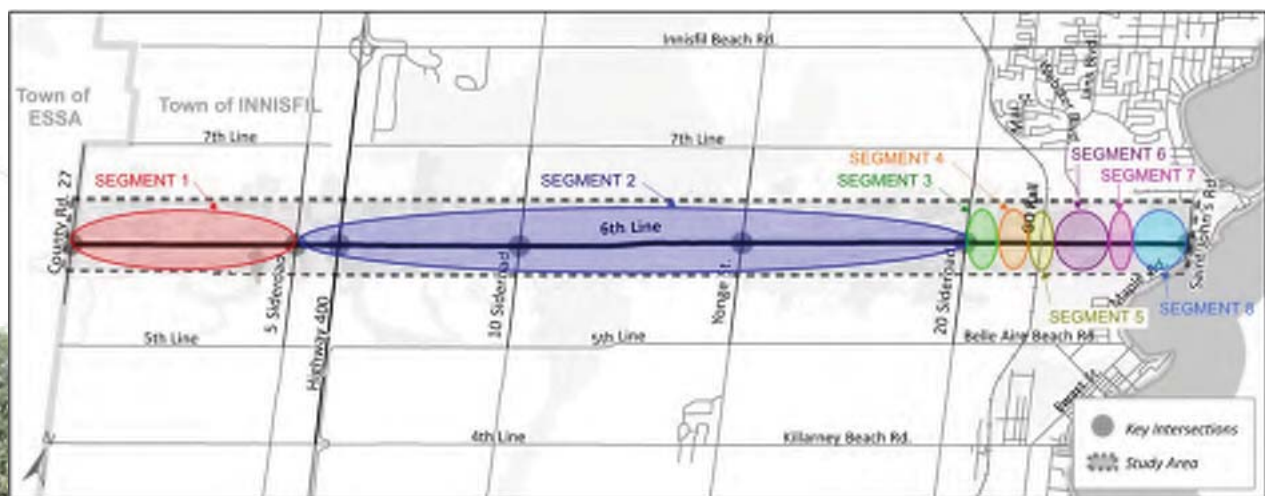 Innisfil Beach Rd.
Town of
ESSA
Town of INNISFIL
7th Line
7th Line
SEGMENT 1
SEGMENT 2
SEGMENT 4
SEGMENT 3
SEGMENT 6
SEGMENT 7
County Rd. 27
6th Line
GO Rail
5 Sideroad
Highway 400
10 Sideroad
Yonge St.
20 Sideroad
Maple
SEGMENT 5
SEGMENT 8
5th Line
5th Line
Belle Aire Beach Rd.
4th Line
Killarney Beach Rd.
Key Intersections
Study Area